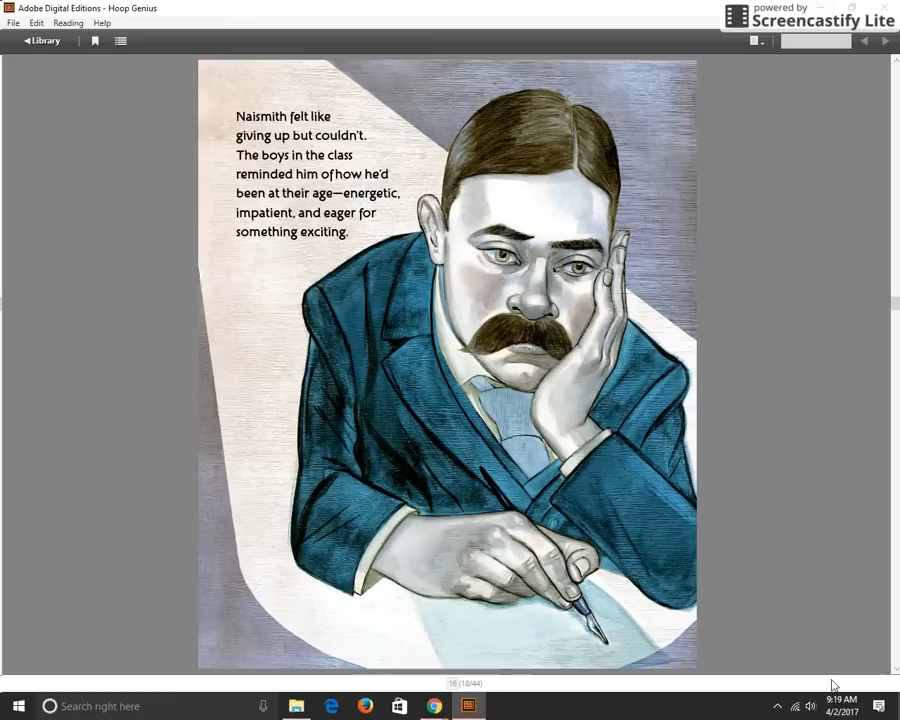 Adobe Digital Editions - Hoop Genius
powered by
Screencastify Lite
File Edit Reading Help
Library
Naismith felt like
giving up but couldn't.
The boys in the class
reminded him of how he'd
been at their age—energetic,
impatient, and eager for
something exciting.
16 (18/44)
Search right here
9:19 AM
4/2/2017